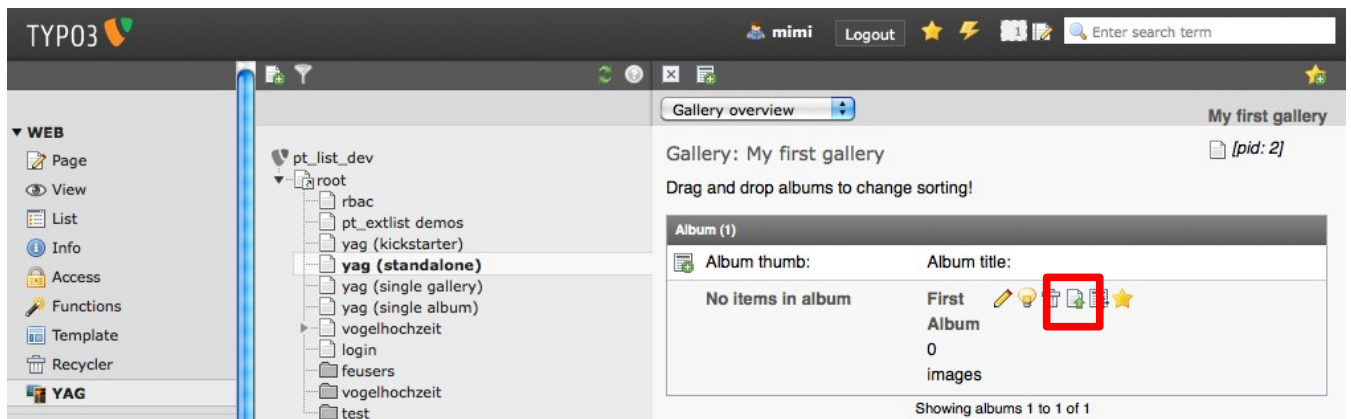 TYPO3
mimi
Logout
1
Enter search term
Gallery overview
My first gallery
WEB
Page
View
List
Info
Access
Functions
Template
Recycler
YAG
pt_list_dev
root
rbac
pt_extlist demos
yag (kickstarter)
yag (standalone)
yag (single gallery)
yag (single album)
vogelhochzeit
login
feusers
vogelhochzeit
test
[pid: 2]
Gallery: My first gallery
Drag and drop albums to change sorting!
Album (1)
Album thumb: Album title:
No items in album First
Album
0
images
Showing albums 1 to 1 of 1